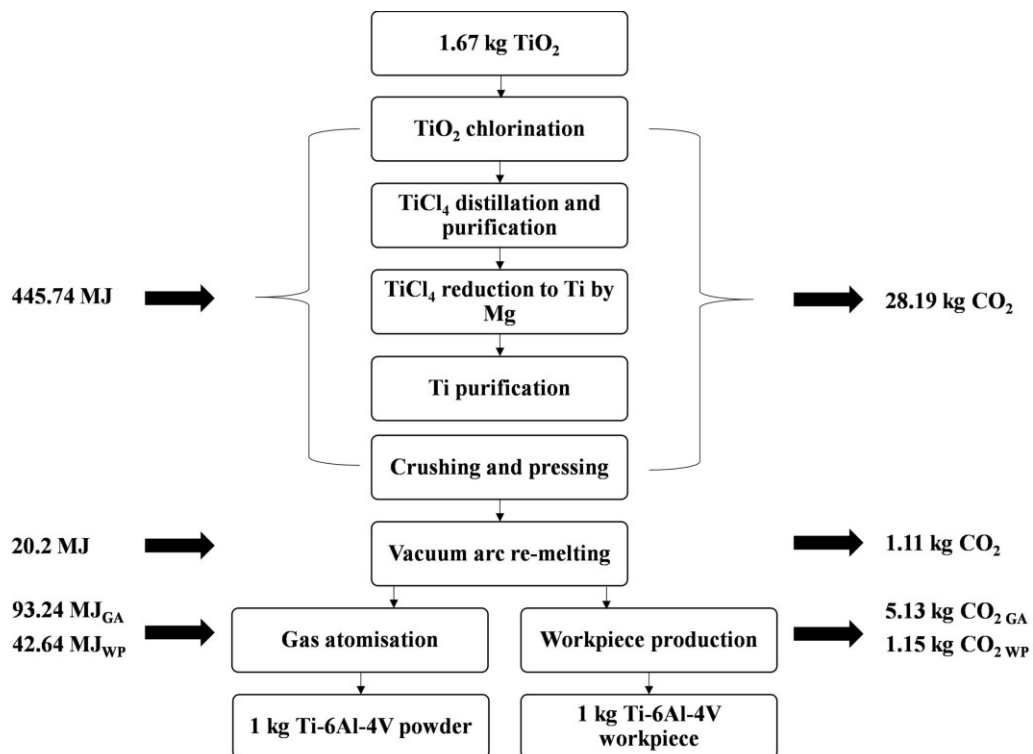 1.67 kg TiO₂
TiO₂ chlorination
TiCl₄ distillation and
purification
445.74 MJ
TiCl₄ reduction to Ti by
Mg
28.19 kg CO₂
Ti purification
Crushing and pressing
20.2 MJ
Vacuum arc re-melting
1.11 kg CO₂
93.24 MJ_GA
42.64 MJ_WP
Gas atomisation
Workpiece production
5.13 kg CO₂ GA
1.15 kg CO₂ WP
1 kg Ti-6Al-4V powder
1 kg Ti-6Al-4V
workpiece